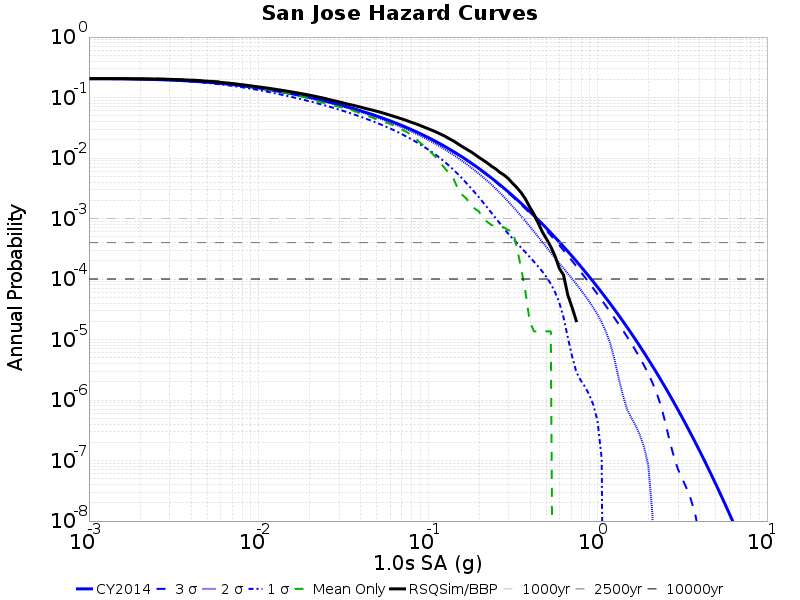 San Jose Hazard Curves
10^0
10^-1
10^-2
10^-3
10^-4
10^-5
10^-6
10^-7
10^-8
Annual Probability
10^-3 10^-2 10^-1 10^0 10^1
1.0s SA (g)
CY2014 3 σ 2 σ 1 σ Mean Only RSQSim/BBP 1000yr 2500yr 10000yr